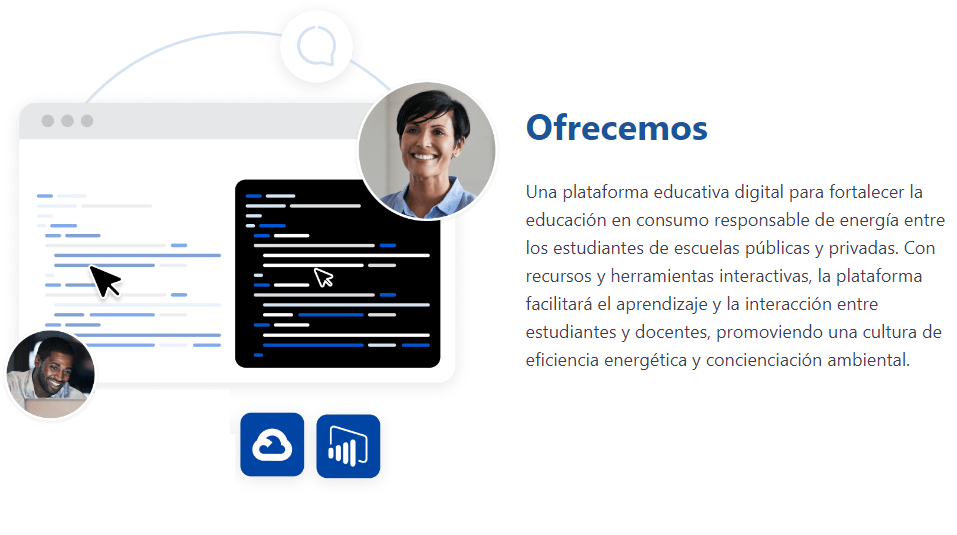 Ofrecemos
Una plataforma educativa digital para fortalecer la
educación en consumo responsable de energía entre
los estudiantes de escuelas públicas y privadas. Con
recursos y herramientas interactivas, la plataforma
facilitará el aprendizaje y la interacción entre
estudiantes y docentes, promoviendo una cultura de
eficiencia energética y concienciación ambiental.